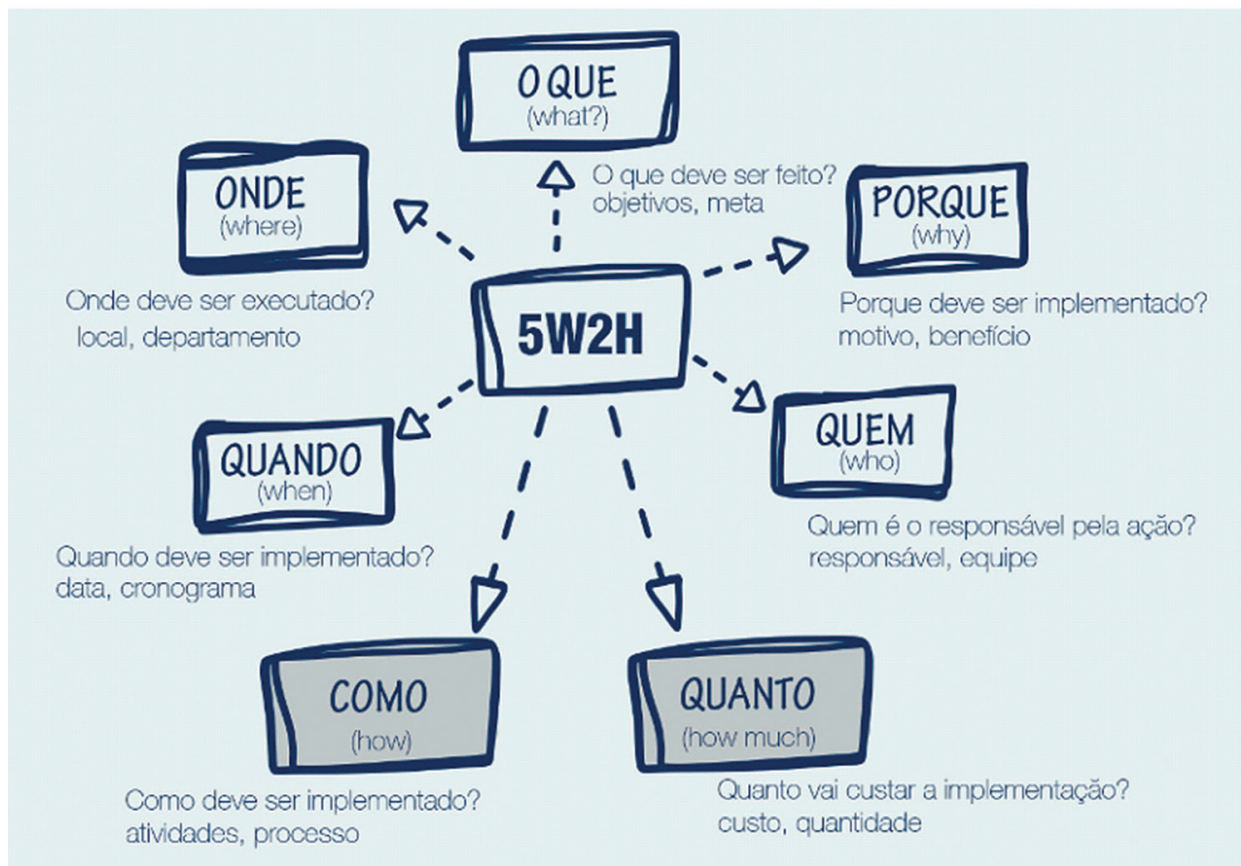 O QUE
(what?)
O que deve ser feito?
objetivos, meta
ONDE
(where)
Onde deve ser executado?
local, departamento
PORQUE
(why)
Porque deve ser implementado?
motivo, benefício
5W2H
QUANDO
(when)
Quando deve ser implementado?
data, cronograma
QUEM
(who)
Quem é o responsável pela ação?
responsável, equipe
COMO
(how)
Como deve ser implementado?
atividades, processo
QUANTO
(how much)
Quanto vai custar a implementação?
custo, quantidade